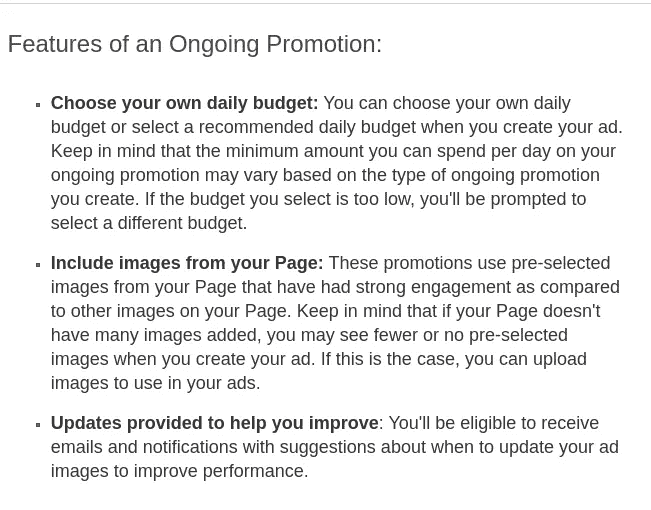 Features of an Ongoing Promotion:
Choose your own daily budget: You can choose your own daily
budget or select a recommended daily budget when you create your ad.
Keep in mind that the minimum amount you can spend per day on your
ongoing promotion may vary based on the type of ongoing promotion
you create. If the budget you select is too low, you'll be prompted to
select a different budget.
Include images from your Page: These promotions use pre-selected
images from your Page that have had strong engagement as compared
to other images on your Page. Keep in mind that if your Page doesn't
have many images added, you may see fewer or no pre-selected
images when you create your ad. If this is the case, you can upload
images to use in your ads.
Updates provided to help you improve: You'll be eligible to receive
emails and notifications with suggestions about when to update your ad
images to improve performance.